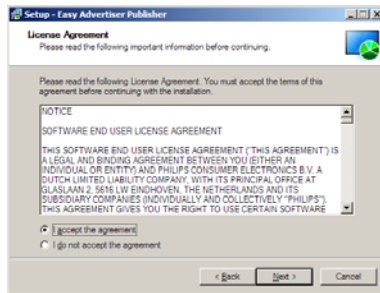 Setup - Easy Advertiser Publisher
License Agreement
Please read the following important information before continuing.
Please read the following License Agreement. You must accept the terms of this
agreement before continuing with the installation.
NOTICE
SOFTWARE END USER LICENSE AGREEMENT
THIS SOFTWARE END USER LICENSE AGREEMENT ("THIS AGREEMENT") IS
A LEGAL AND BINDING AGREEMENT BETWEEN YOU (EITHER AN
INDIVIDUAL OR ENTITY) AND PHILIPS CONSUMER ELECTRONICS B.V. A
DUTCH LIMITED LIABILITY COMPANY, WITH ITS PRINCIPAL OFFICE AT
GLASLAAN 2, 5616 LW EINDHOVEN, THE NETHERLANDS AND ITS
SUBSIDIARY COMPANIES (INDIVIDUALLY AND COLLECTIVELY "PHILIPS").
THIS AGREEMENT GIVES YOU THE RIGHT TO USE CERTAIN SOFTWARE
I accept the agreement
I do not accept the agreement
< Back
Next >
Cancel